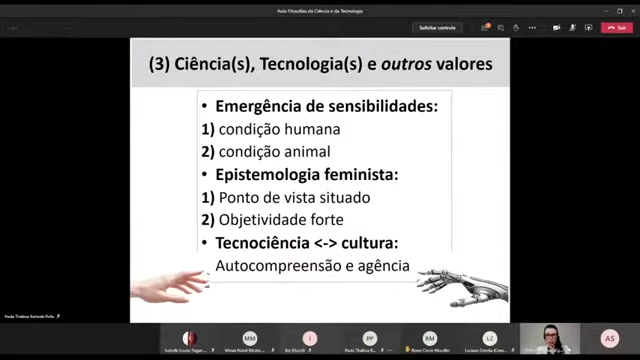 Aula Filosofias da Ciência e da Tecnologia
Solicitar controle
Sair
(3) Ciência(s), Tecnologia(s) e outros valores
• Emergência de sensibilidades:
1) condição humana
2) condição animal
• Epistemologia feminista:
1) Ponto de vista situado
2) Objetividade forte
• Tecnociência <-> cultura:
Autocompreensão e agência
MM
I
PP
RM
LZ
AS